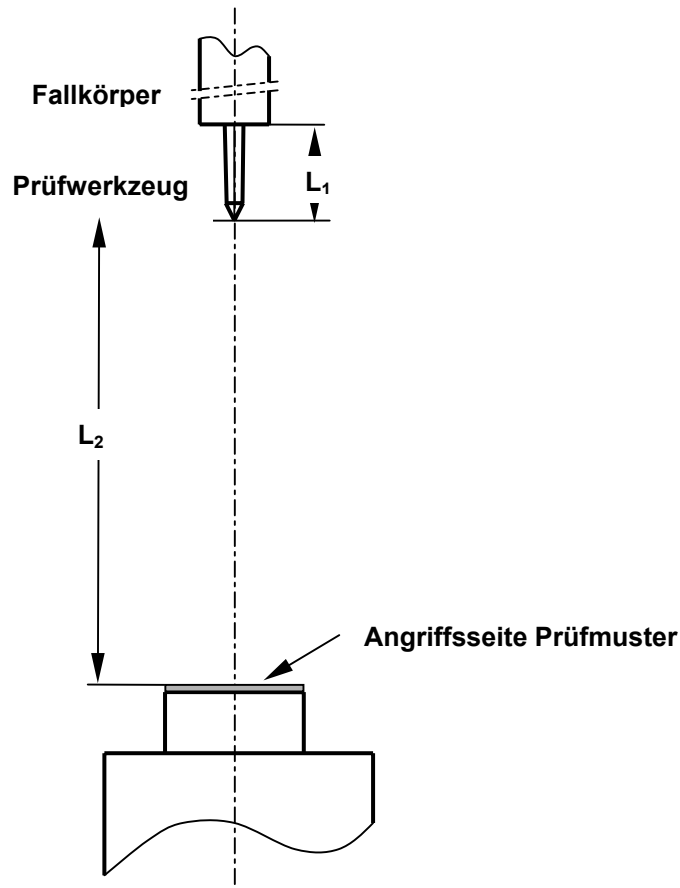 Fallkörper
L₁
Prüfwerkzeug
L₂
Angriffsseite Prüfmuster